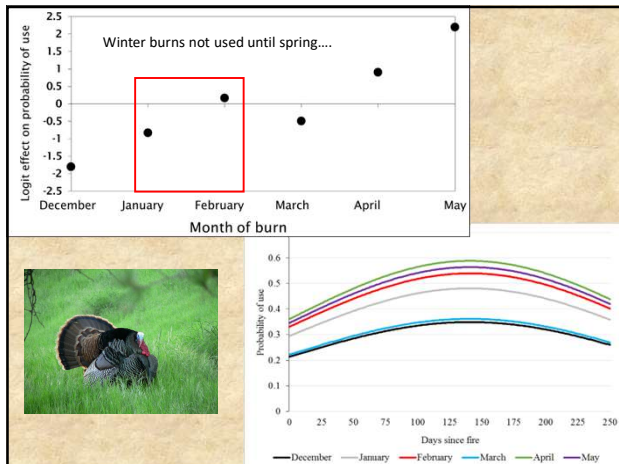 2.5
Winter burns not used until spring....
2
1.5
1
0.5
0
-0.5
-1
-1.5
-2
-2.5
Logit effect on probability of use
December January February March April May
Month of burn
0.6
0.5
0.4
0.3
0.2
0.1
0
Probability of use
0 25 50 75 100 125 150 175 200 225 250
Days since fire
December January February March April May